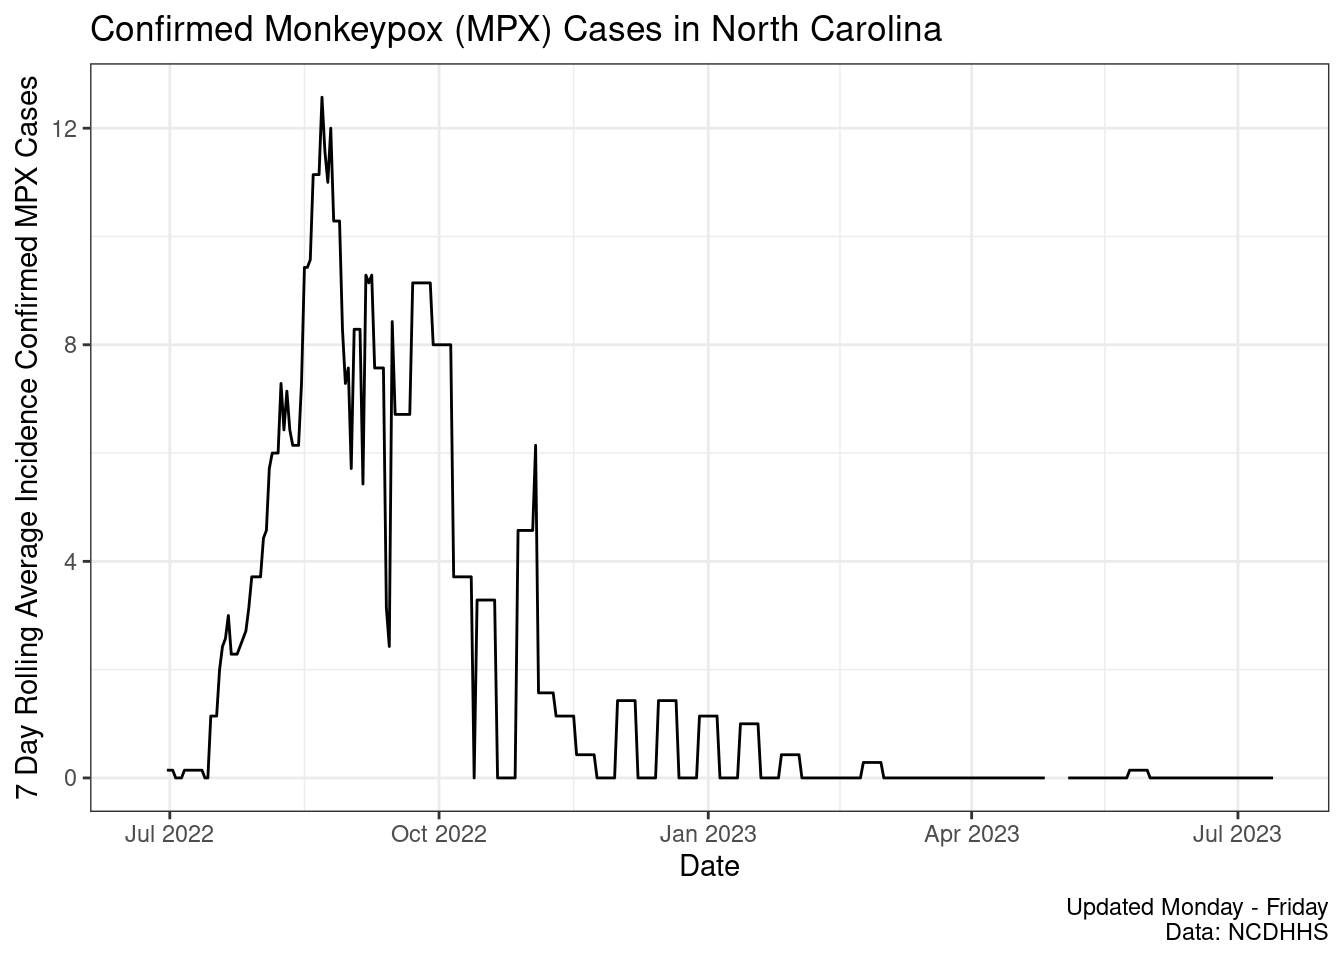 Confirmed Monkeypox (MPX) Cases in North Carolina
7 Day Rolling Average Incidence Confirmed MPX Cases
12
8
4
0
Jul 2022
Oct 2022
Jan 2023
Apr 2023
Jul 2023
Date
Updated Monday - Friday
Data: NCDHHS